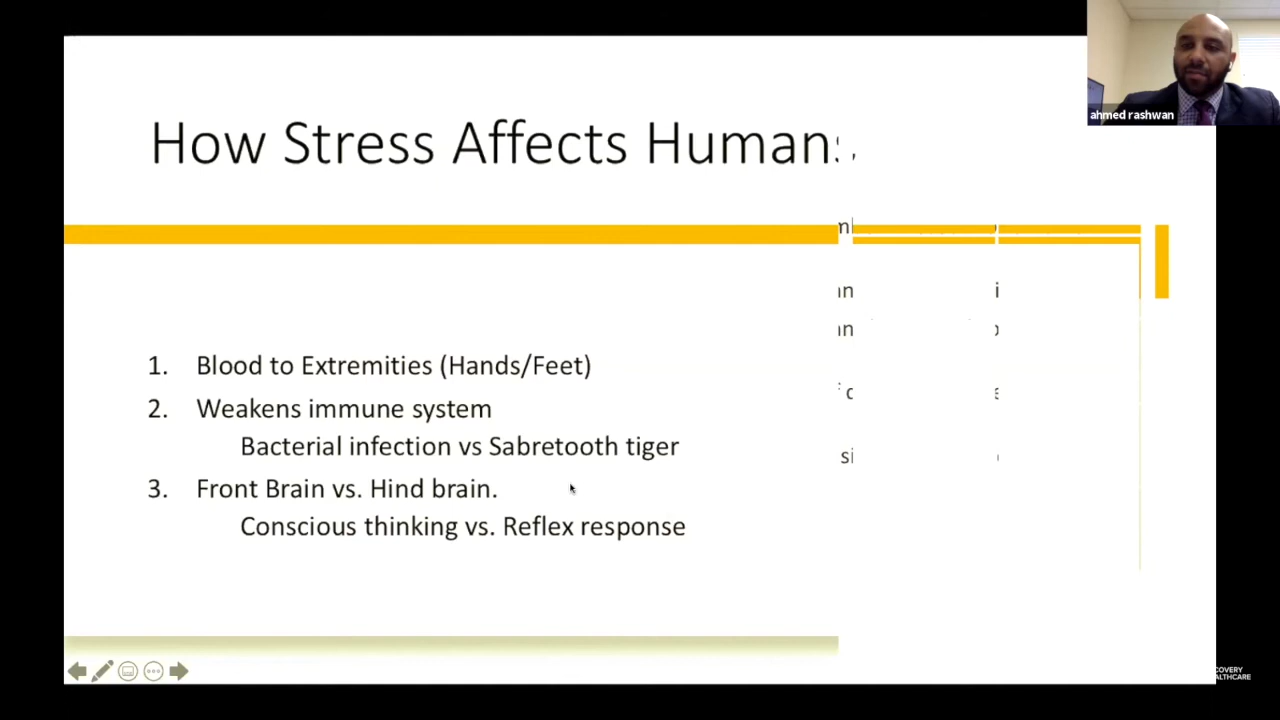 ahmed rashwan
How Stress Affects Humans
1. Blood to Extremities (Hands/Feet)
2. Weakens immune system
Bacterial infection vs Sabretooth tiger
3. Front Brain vs. Hind brain.
Conscious thinking vs. Reflex response